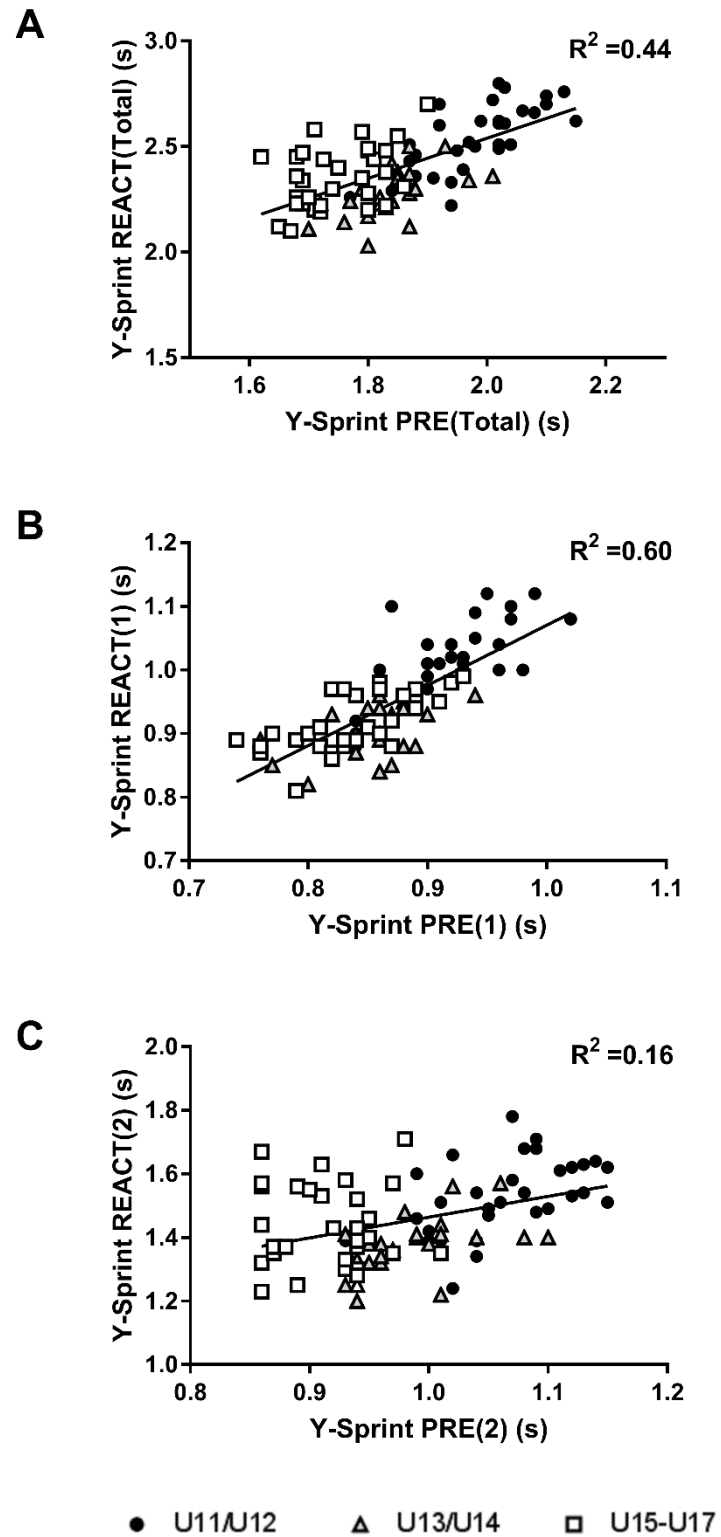 A
R² =0.44
Y-Sprint REACT(Total) (s)
3.0
2.5
2.0
1.5
1.6 1.8 2.0 2.2
Y-Sprint PRE(Total) (s)
B
R² =0.60
Y-Sprint REACT(1) (s)
1.2
1.1
1.0
0.9
0.8
0.7
0.7 0.8 0.9 1.0 1.1
Y-Sprint PRE(1) (s)
C
R² =0.16
Y-Sprint REACT(2) (s)
2.0
1.8
1.6
1.4
1.2
1.0
0.8 0.9 1.0 1.1 1.2
Y-Sprint PRE(2) (s)
U11/U12 U13/U14 U15-U17